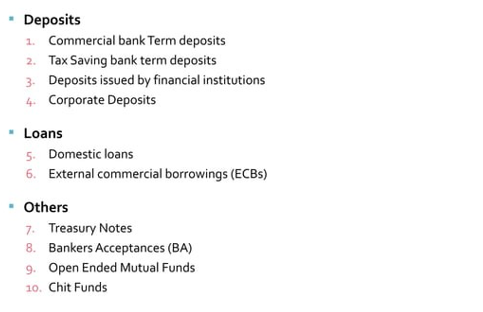 ▪ Deposits
1. Commercial bank Term deposits
2. Tax Saving bank term deposits
3. Deposits issued by financial institutions
4. Corporate Deposits
▪ Loans
5. Domestic loans
6. External commercial borrowings (ECBs)
▪ Others
7. Treasury Notes
8. Bankers Acceptances (BA)
9. Open Ended Mutual Funds
10. Chit Funds